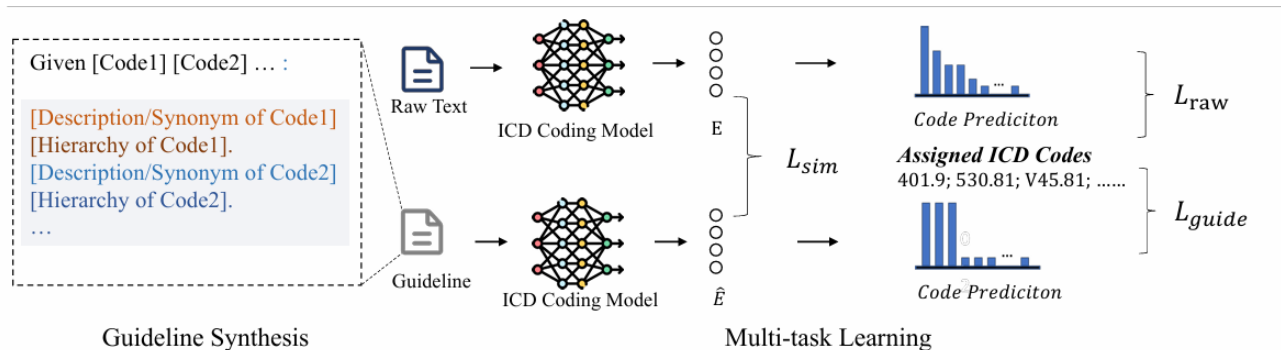 Given [Code1] [Code2] … :
[Description/Synonym of Code1]
[Hierarchy of Code1].
[Description/Synonym of Code2]
[Hierarchy of Code2].
…
Guideline Synthesis
Raw Text
ICD Coding Model
E
...
Code Prediciton
L_raw
L_sim
Assigned ICD Codes
401.9; 530.81; V45.81; ……
L_guide
Guideline
ICD Coding Model
Ê
0
...
Code Prediciton
Multi-task Learning